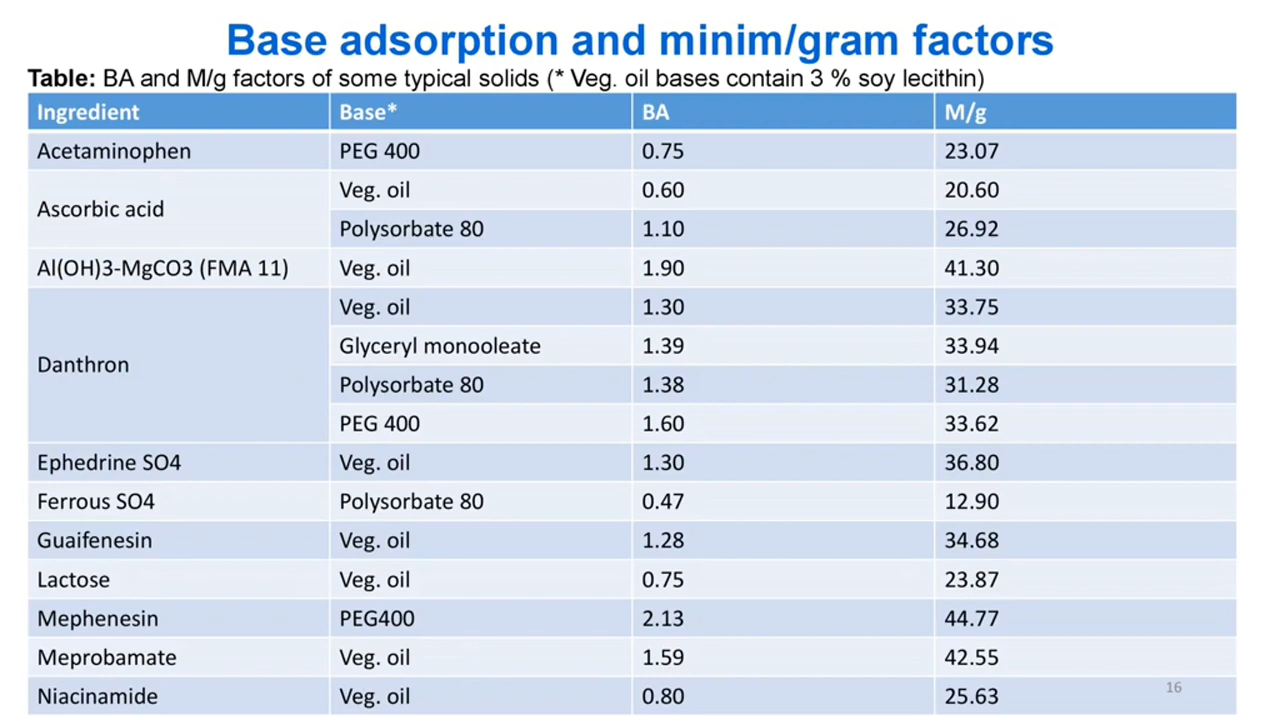 Base adsorption and minim/gram factors
Table: BA and M/g factors of some typical solids (* Veg. oil bases contain 3 % soy lecithin)
Ingredient Base* BA M/g
Acetaminophen PEG 400 0.75 23.07
Ascorbic acid Veg. oil 0.60 20.60
Polysorbate 80 1.10 26.92
Al(OH)3-MgCO3 (FMA 11) Veg. oil 1.90 41.30
Danthron Veg. oil 1.30 33.75
Glyceryl monooleate 1.39 33.94
Polysorbate 80 1.38 31.28
PEG 400 1.60 33.62
Ephedrine SO4 Veg. oil 1.30 36.80
Ferrous SO4 Polysorbate 80 0.47 12.90
Guaifenesin Veg. oil 1.28 34.68
Lactose Veg. oil 0.75 23.87
Mephenesin PEG400 2.13 44.77
Meprobamate Veg. oil 1.59 42.55
Niacinamide Veg. oil 0.80 25.63
16